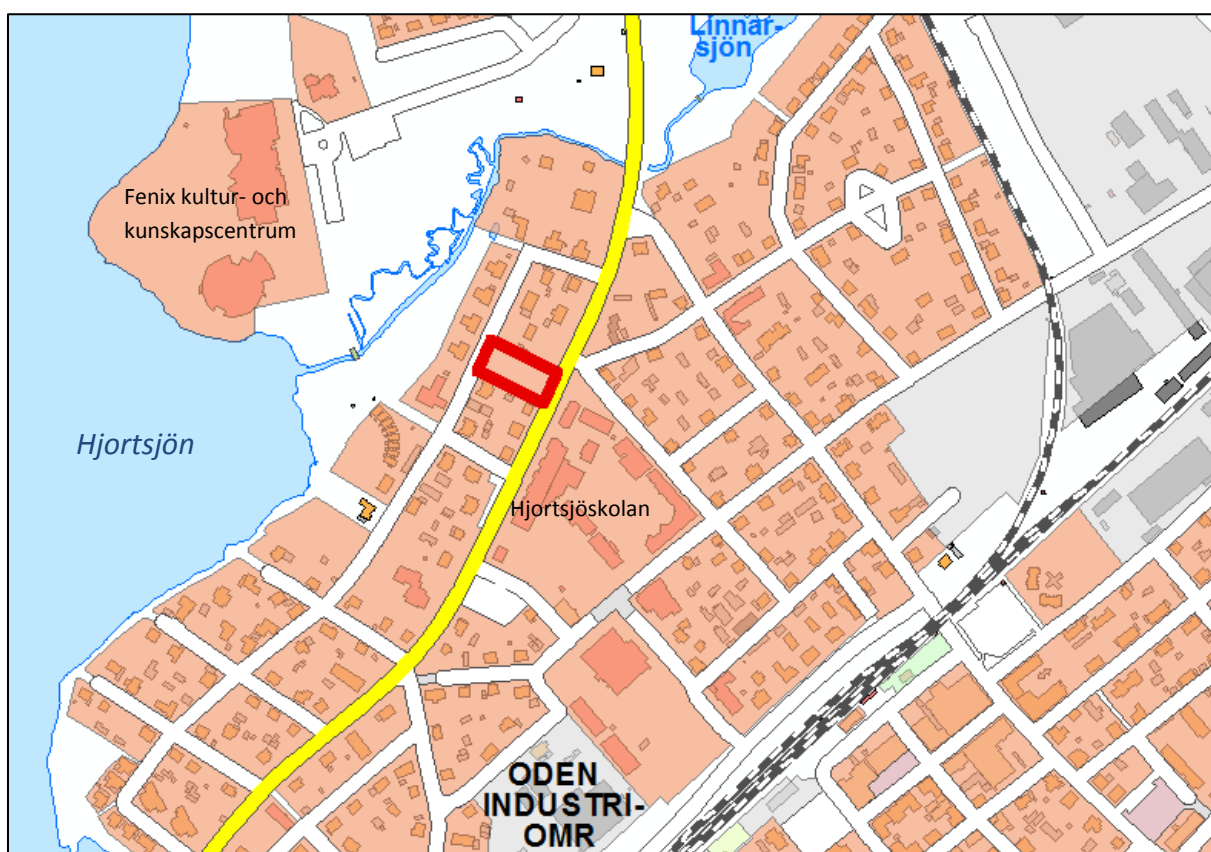 Linnar-
sjön
Fenix kultur- och
kunskapscentrum
Hjortsjön
Hjortsjöskolan
ODEN
INDUSTRI-
OMR